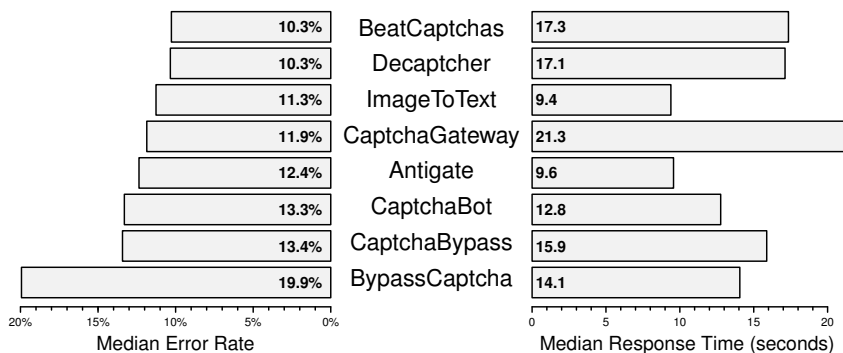 10.3% BeatCaptchas 17.3
10.3% Decaptcher 17.1
11.3% ImageToText 9.4
11.9% CaptchaGateway 21.3
12.4% Antigate 9.6
13.3% CaptchaBot 12.8
13.4% CaptchaBypass 15.9
19.9% BypassCaptcha 14.1
20% 15% 10% 5% 0% 0 5 10 15 20
Median Error Rate Median Response Time (seconds)